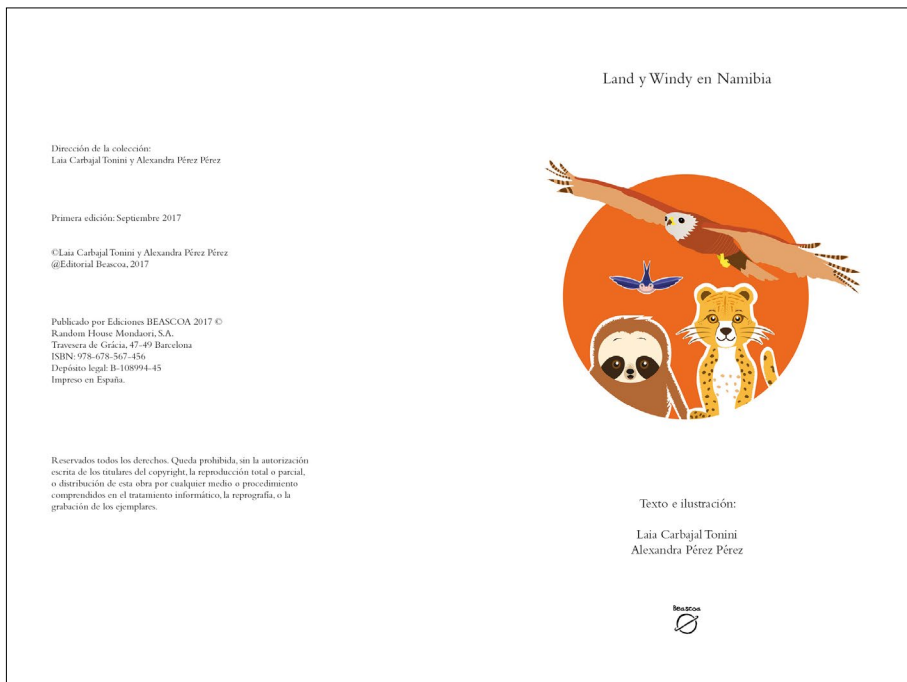 Dirección de la colección:
Laia Carbajal Tonini y Alexandra Pérez Pérez
Primera edición: Septiembre 2017
©Laia Carbajal Tonini y Alexandra Pérez Pérez
@Editorial Beascoa, 2017
Publicado por Ediciones BEASCOA 2017 ©
Random House Mondaori, S.A.
Travesera de Grácia, 47-49 Barcelona
ISBN: 978-678-567-456
Depósito legal: B-108994-45
Impreso en España.
Reservados todos los derechos. Queda prohibida, sin la autorización
escrita de los titulares del copyright, la reproducción total o parcial,
o distribución de esta obra por cualquier medio o procedimiento
comprendidos en el tratamiento informático, la reprografía, o la
grabación de los ejemplares.
Land y Windy en Namibia
Texto e ilustración:
Laia Carbajal Tonini
Alexandra Pérez Pérez
Beascoa